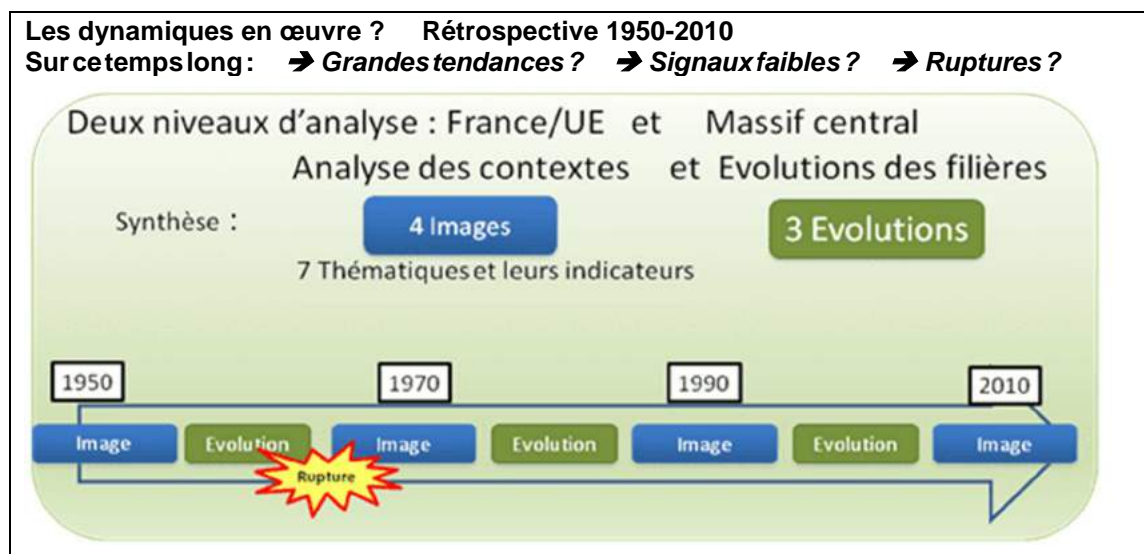 Les dynamiques en œuvre ? Rétrospective 1950-2010
Sur ce temps long : ➔ Grandes tendances ? ➔ Signaux faibles ? ➔ Ruptures ?
Deux niveaux d'analyse : France/UE et Massif central
Analyse des contextes et Evolutions des filières
Synthèse : 4 Images 3 Evolutions
7 Thématiques et leurs indicateurs
1950 1970 1990 2010
Image Evolution Image Evolution Image Evolution Image
Rupture